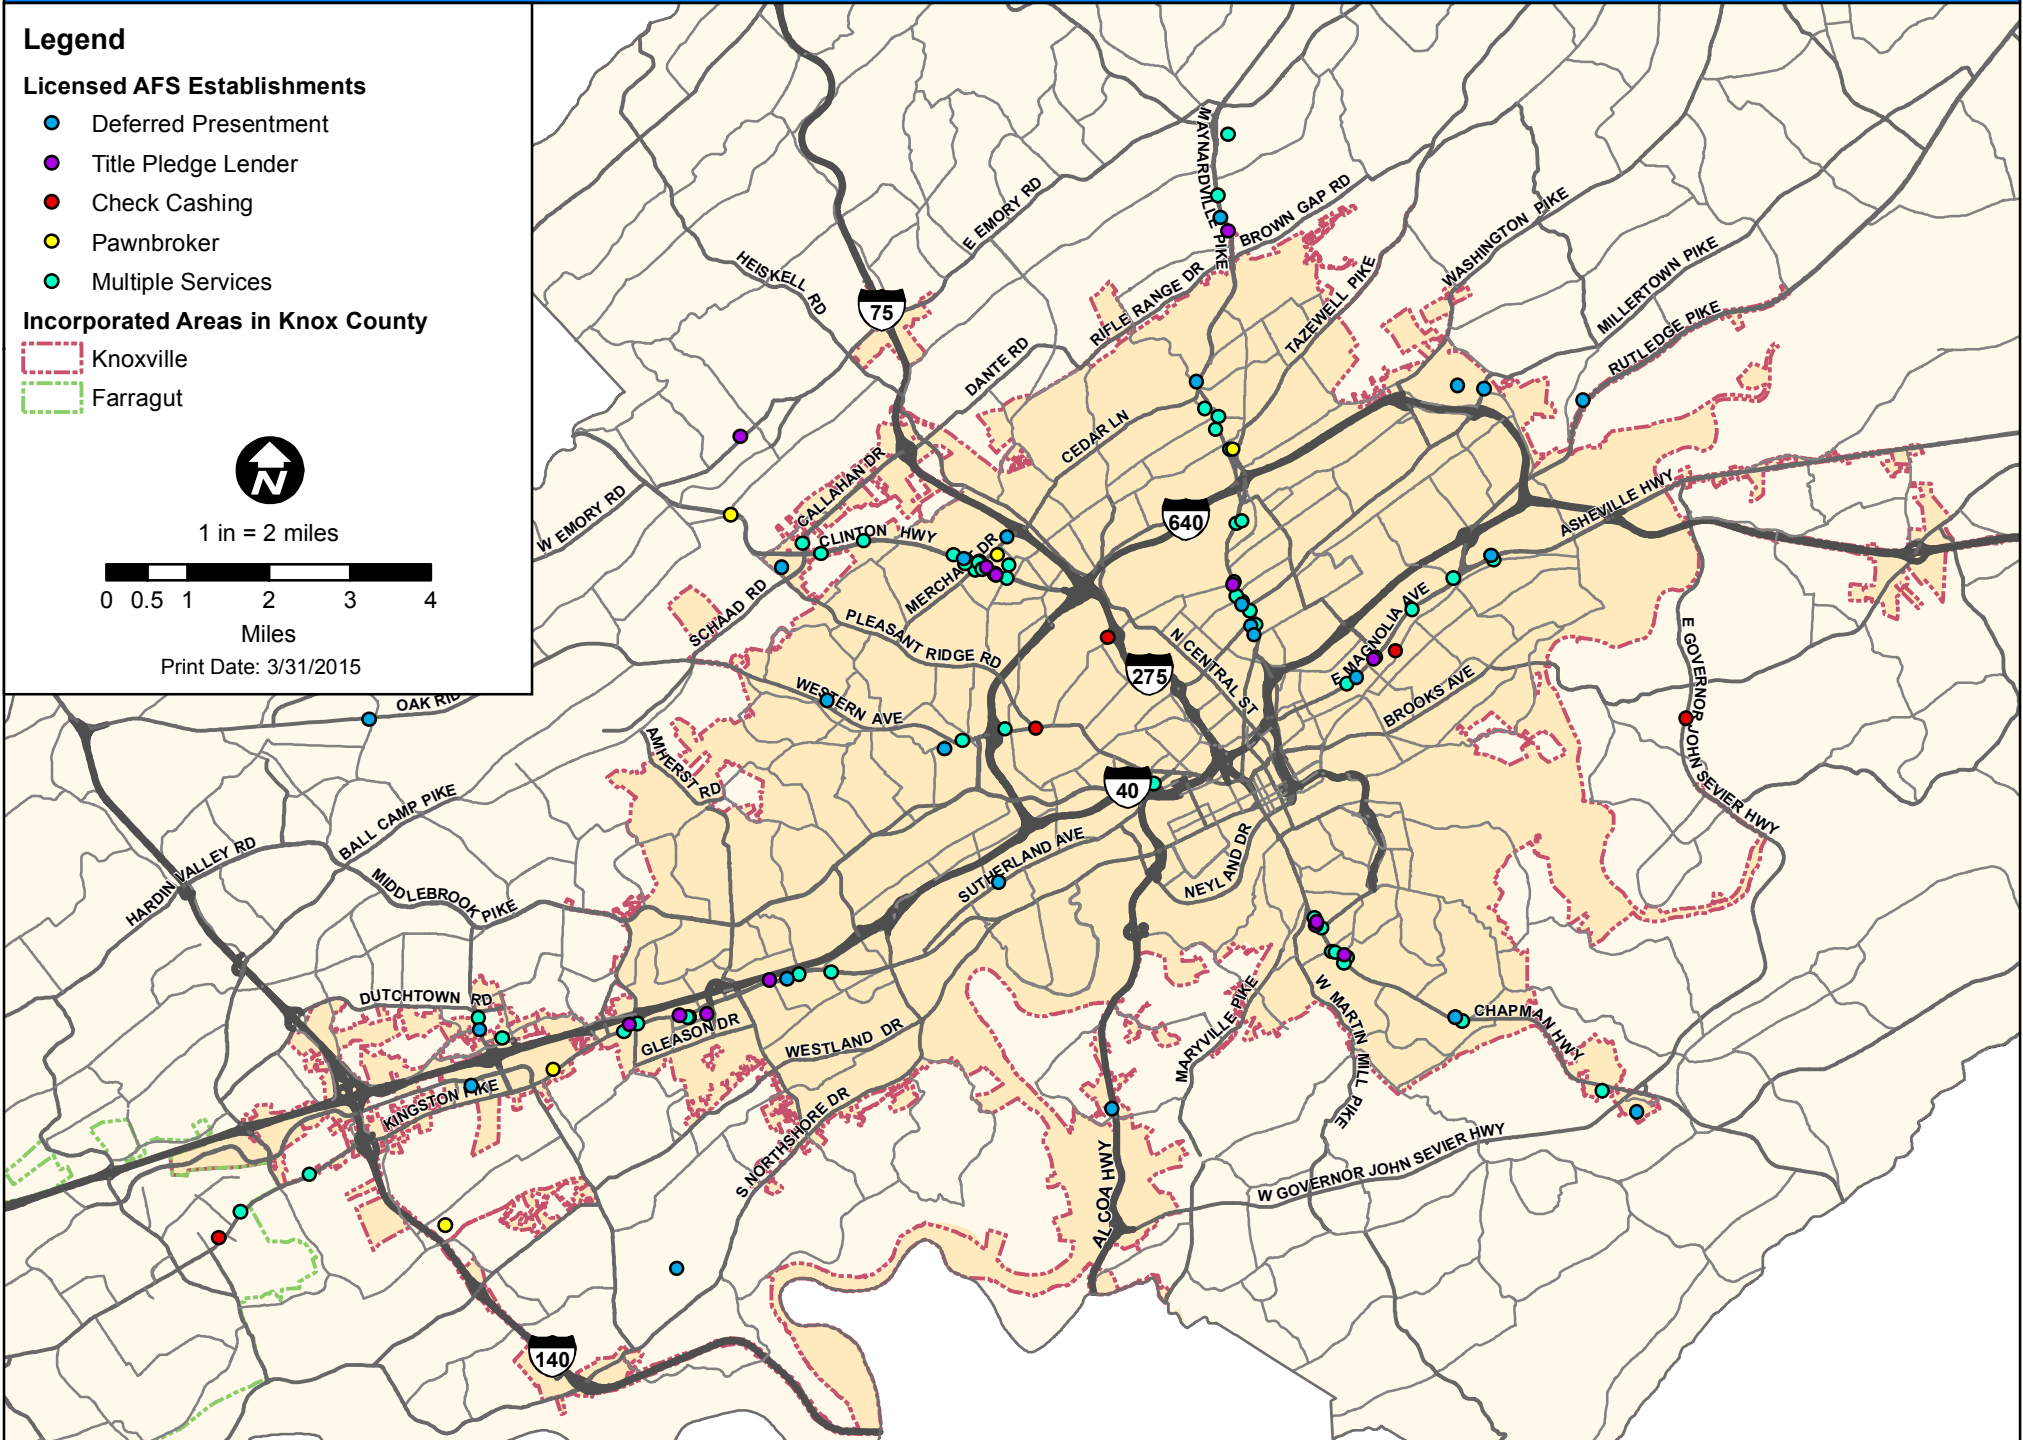 Legend
Licensed AFS Establishments
Deferred Presentment
Title Pledge Lender
Check Cashing
Pawnbroker
Multiple Services
Incorporated Areas in Knox County
Knoxville
Farragut
N
1 in = 2 miles
0 0.5 1 2 3 4
Miles
Print Date: 3/31/2015
MAYNARDVILLE PIKE
E EMORY RD
BROWN GAP RD
WASHINGTON PIKE
HEISKELL RD
75
RIFLE RANGE DR
TAZEWELL PIKE
MILLERTOWN PIKE
RUTLEDGE PIKE
DANTE RD
CEDAR LN
CALLAHAN DR
W EMORY RD
CLINTON HWY
640
ASHEVILLE HWY
SCHAAD RD
PLEASANT RIDGE RD
N CENTRAL ST
275
E MAGNOLIA AVE
BROOKS AVE
E GOVERNOR JOHN SEVIER HWY
OAK RID
WESTERN AVE
AMHERST RD
40
BALL CAMP PIKE
HARDIN VALLEY RD
MIDDLEBROOK PIKE
SUTHERLAND AVE
NEYLAND DR
DUTCHTOWN RD
GLEASON DR
WESTLAND DR
MARYVILLE PIKE
W MARTIN MILL PIKE
CHAPMAN HWY
KINGSTON PIKE
S NORTHSHORE DR
ALCOA HWY
W GOVERNOR JOHN SEVIER HWY
140